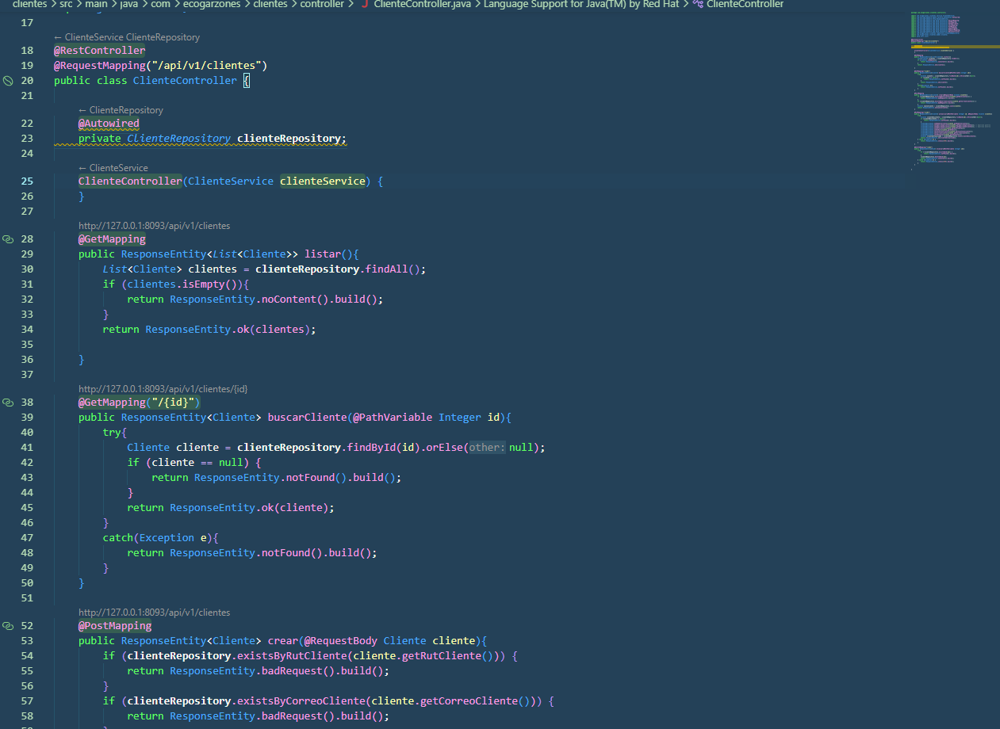 clientes > src > main > java > com > ecogarzones > clientes > controller > ClienteController.java > Language Support for Java(TM) by Red Hat > ClienteController
17
← ClienteService ClienteRepository
18 @RestController
19 @RequestMapping("/api/v1/clientes")
20 public class ClienteController {
21
← ClienteRepository
22 @Autowired
23 private ClienteRepository clienteRepository;
24
← ClienteService
25 ClienteController(ClienteService clienteService) {
26 }
27
http://127.0.0.1:8093/api/v1/clientes
28 @GetMapping
29 public ResponseEntity<List<Cliente>> listar(){
30 List<Cliente> clientes = clienteRepository.findAll();
31 if (clientes.isEmpty()){
32 return ResponseEntity.noContent().build();
33 }
34 return ResponseEntity.ok(clientes);
35
36 }
37
http://127.0.0.1:8093/api/v1/clientes/{id}
38 @GetMapping("/{id}")
39 public ResponseEntity<Cliente> buscarCliente(@PathVariable Integer id){
40 try{
41 Cliente cliente = clienteRepository.findById(id).orElse(other: null);
42 if (cliente == null) {
43 return ResponseEntity.notFound().build();
44 }
45 return ResponseEntity.ok(cliente);
46 }
47 catch(Exception e){
48 return ResponseEntity.notFound().build();
49 }
50 }
51
http://127.0.0.1:8093/api/v1/clientes
52 @PostMapping
53 public ResponseEntity<Cliente> crear(@RequestBody Cliente cliente){
54 if (clienteRepository.existsByRutCliente(cliente.getRutCliente())) {
55 return ResponseEntity.badRequest().build();
56 }
57 if (clienteRepository.existsByCorreoCliente(cliente.getCorreoCliente())) {
58 return ResponseEntity.badRequest().build();